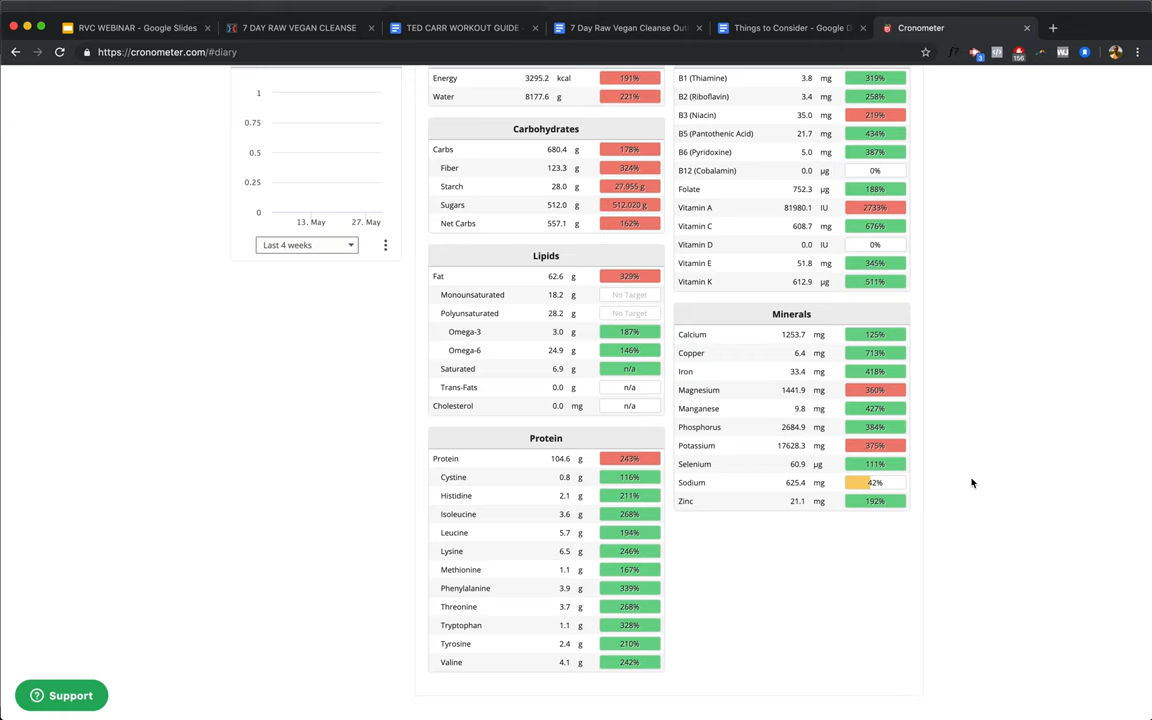 RVC WEBINAR - Google Slides
7 DAY RAW VEGAN CLEANSE
TED CARR WORKOUT GUIDE -
7 Day Raw Vegan Cleanse Out
Things to Consider - Google D
Cronometer
https://cronometer.com/#diary
3
156
1
0.75
0.5
0.25
0
13. May 27. May
Last 4 weeks
Energy 3295.2 kcal 191%
Water 8177.6 g 221%
Carbohydrates
Carbs 680.4 g 178%
Fiber 123.3 g 324%
Starch 28.0 g 27.955 g
Sugars 512.0 g 512.020 g
Net Carbs 557.1 g 162%
Lipids
Fat 62.6 g 329%
Monounsaturated 18.2 g No Target
Polyunsaturated 28.2 g No Target
Omega-3 3.0 g 187%
Omega-6 24.9 g 146%
Saturated 6.9 g n/a
Trans-Fats 0.0 g n/a
Cholesterol 0.0 mg n/a
Protein
Protein 104.6 g 243%
Cystine 0.8 g 116%
Histidine 2.1 g 211%
Isoleucine 3.6 g 268%
Leucine 5.7 g 194%
Lysine 6.5 g 246%
Methionine 1.1 g 167%
Phenylalanine 3.9 g 339%
Threonine 3.7 g 268%
Tryptophan 1.1 g 328%
Tyrosine 2.4 g 210%
Valine 4.1 g 242%
B1 (Thiamine) 3.8 mg 319%
B2 (Riboflavin) 3.4 mg 258%
B3 (Niacin) 35.0 mg 219%
B5 (Pantothenic Acid) 21.7 mg 434%
B6 (Pyridoxine) 5.0 mg 387%
B12 (Cobalamin) 0.0 µg 0%
Folate 752.3 µg 188%
Vitamin A 81980.1 IU 2733%
Vitamin C 608.7 mg 676%
Vitamin D 0.0 IU 0%
Vitamin E 51.8 mg 345%
Vitamin K 612.9 µg 511%
Minerals
Calcium 1253.7 mg 125%
Copper 6.4 mg 713%
Iron 33.4 mg 418%
Magnesium 1441.9 mg 360%
Manganese 9.8 mg 427%
Phosphorus 2684.9 mg 384%
Potassium 17628.3 mg 375%
Selenium 60.9 µg 111%
Sodium 625.4 mg 42%
Zinc 21.1 mg 192%
Support